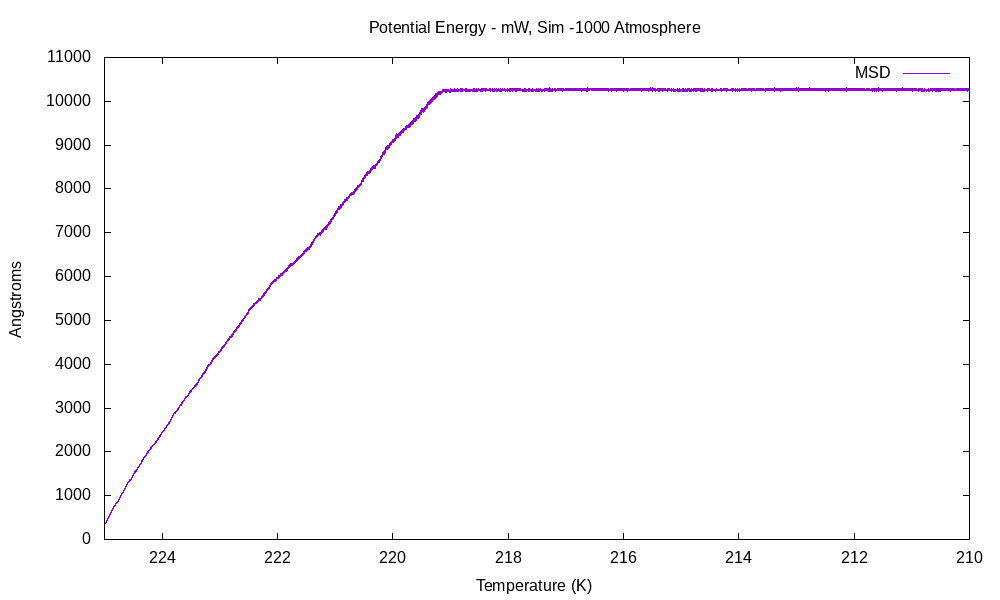 Potential Energy - mW, Sim -1000 Atmosphere
MSD
11000
10000
9000
8000
7000
6000
5000
4000
3000
2000
1000
0
Angstroms
224 222 220 218 216 214 212 210
Temperature (K)